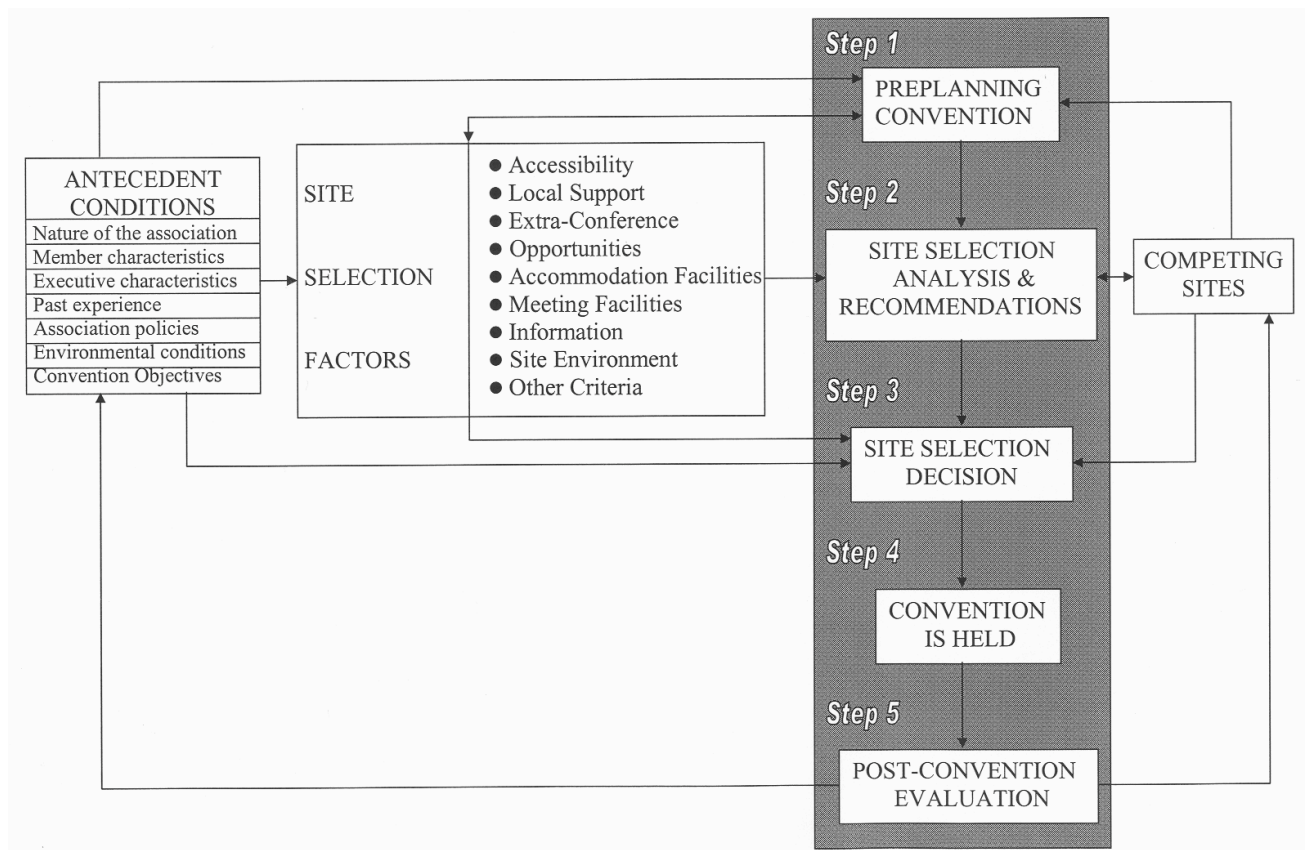 ANTECEDENT
CONDITIONS
Nature of the association
Member characteristics
Executive characteristics
Past experience
Association policies
Environmental conditions
Convention Objectives
SITE
SELECTION
FACTORS
● Accessibility
● Local Support
● Extra-Conference
● Opportunities
● Accommodation Facilities
● Meeting Facilities
● Information
● Site Environment
● Other Criteria
Step 1
PREPLANNING
CONVENTION
Step 2
SITE SELECTION
ANALYSIS &
RECOMMENDATIONS
Step 3
SITE SELECTION
DECISION
Step 4
CONVENTION
IS HELD
Step 5
POST-CONVENTION
EVALUATION
COMPETING
SITES